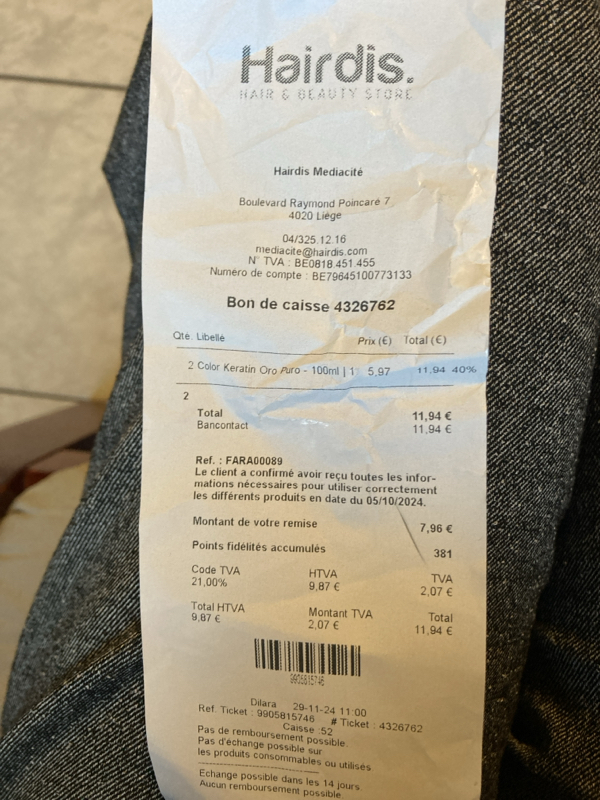 Hairdis.
HAIR & BEAUTY STORE
Hairdis Mediacité
Boulevard Raymond Poincaré 7
4020 Liège
04/325.12.16
mediacite@hairdis.com
N° TVA : BE0818.451.455
Numéro de compte : BE79645100773133
Bon de caisse 4326762
Qté. Libellé Prix (€) Total (€)
2 Color Keratin Oro Puro - 100ml | 1 5,97 11,94 40%
2
Total 11,94 €
Bancontact 11,94 €
Ref. : FARA00089
Le client a confirmé avoir reçu toutes les infor-
mations nécessaires pour utiliser correctement
les différents produits en date du 05/10/2024.
Montant de votre remise 7,96 €
Points fidélités accumulés 381
Code TVA HTVA TVA
21,00% 9,87 € 2,07 €
Total HTVA Montant TVA Total
9,87 € 2,07 € 11,94 €
9905815746
Dilara 29-11-24 11:00
Ref. Ticket : 9905815746 # Ticket : 4326762
Caisse :52
Pas de remboursement possible.
Pas d'échange possible sur
les produits consommables ou utilisés
Echange possible dans les 14 jours
Aucun remboursement possible